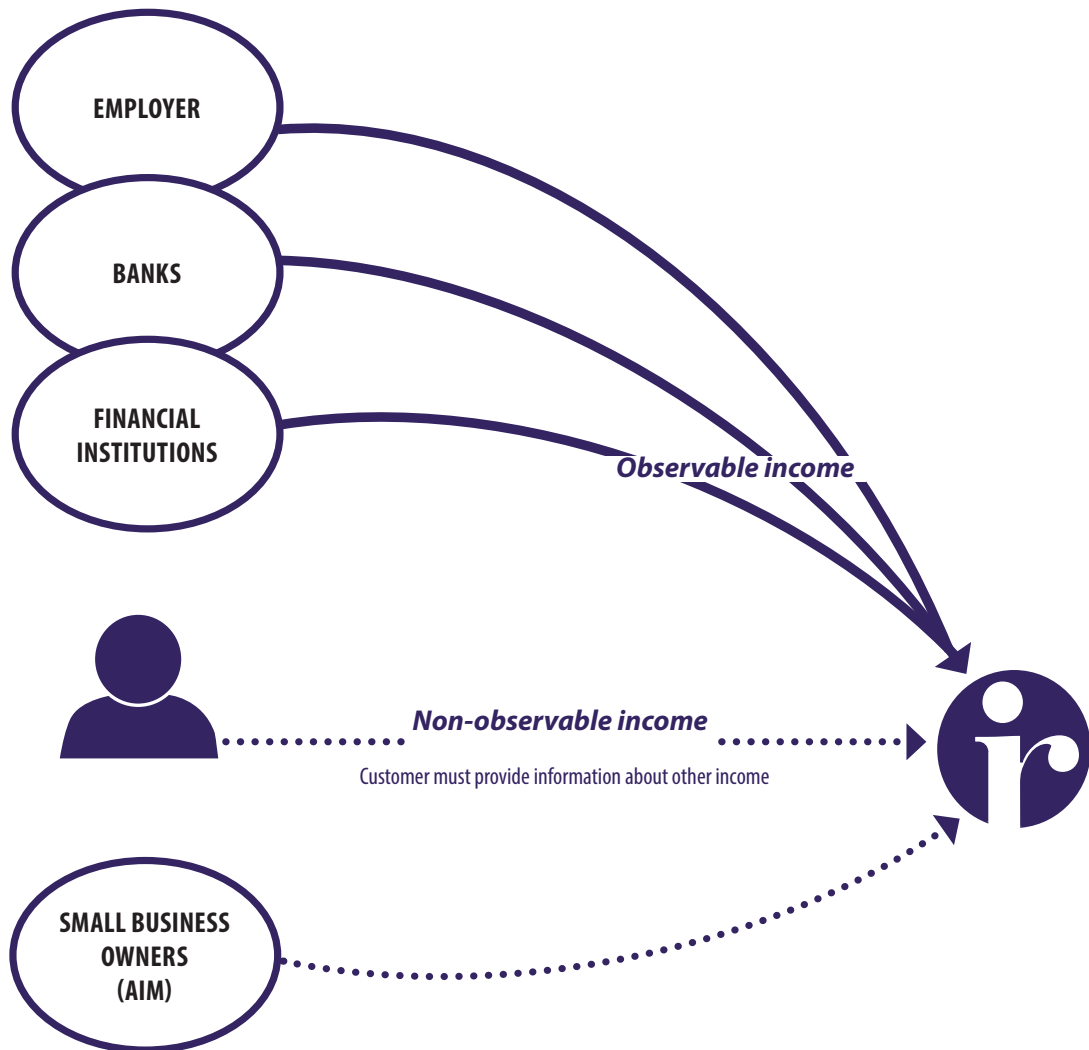 EMPLOYER
BANKS
FINANCIAL
INSTITUTIONS
Observable income
Non-observable income
Customer must provide information about other income
ir
SMALL BUSINESS
OWNERS
(AIM)